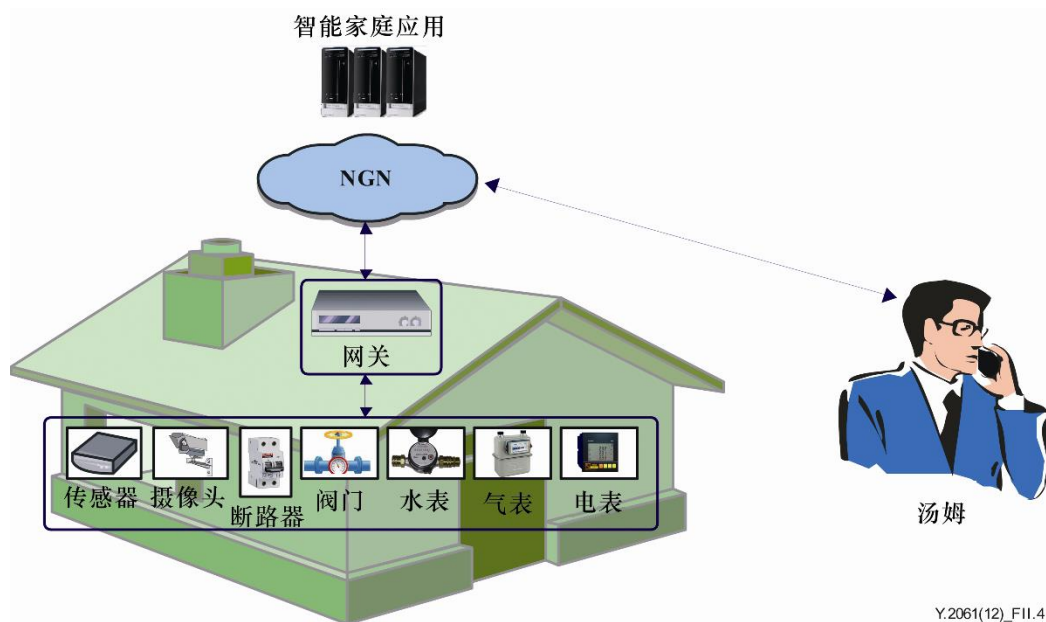 智能家庭应用
NGN
网关
传感器
摄像头
断路器
阀门
水表
气表
电表
汤姆
Y.2061(12)_FII.4